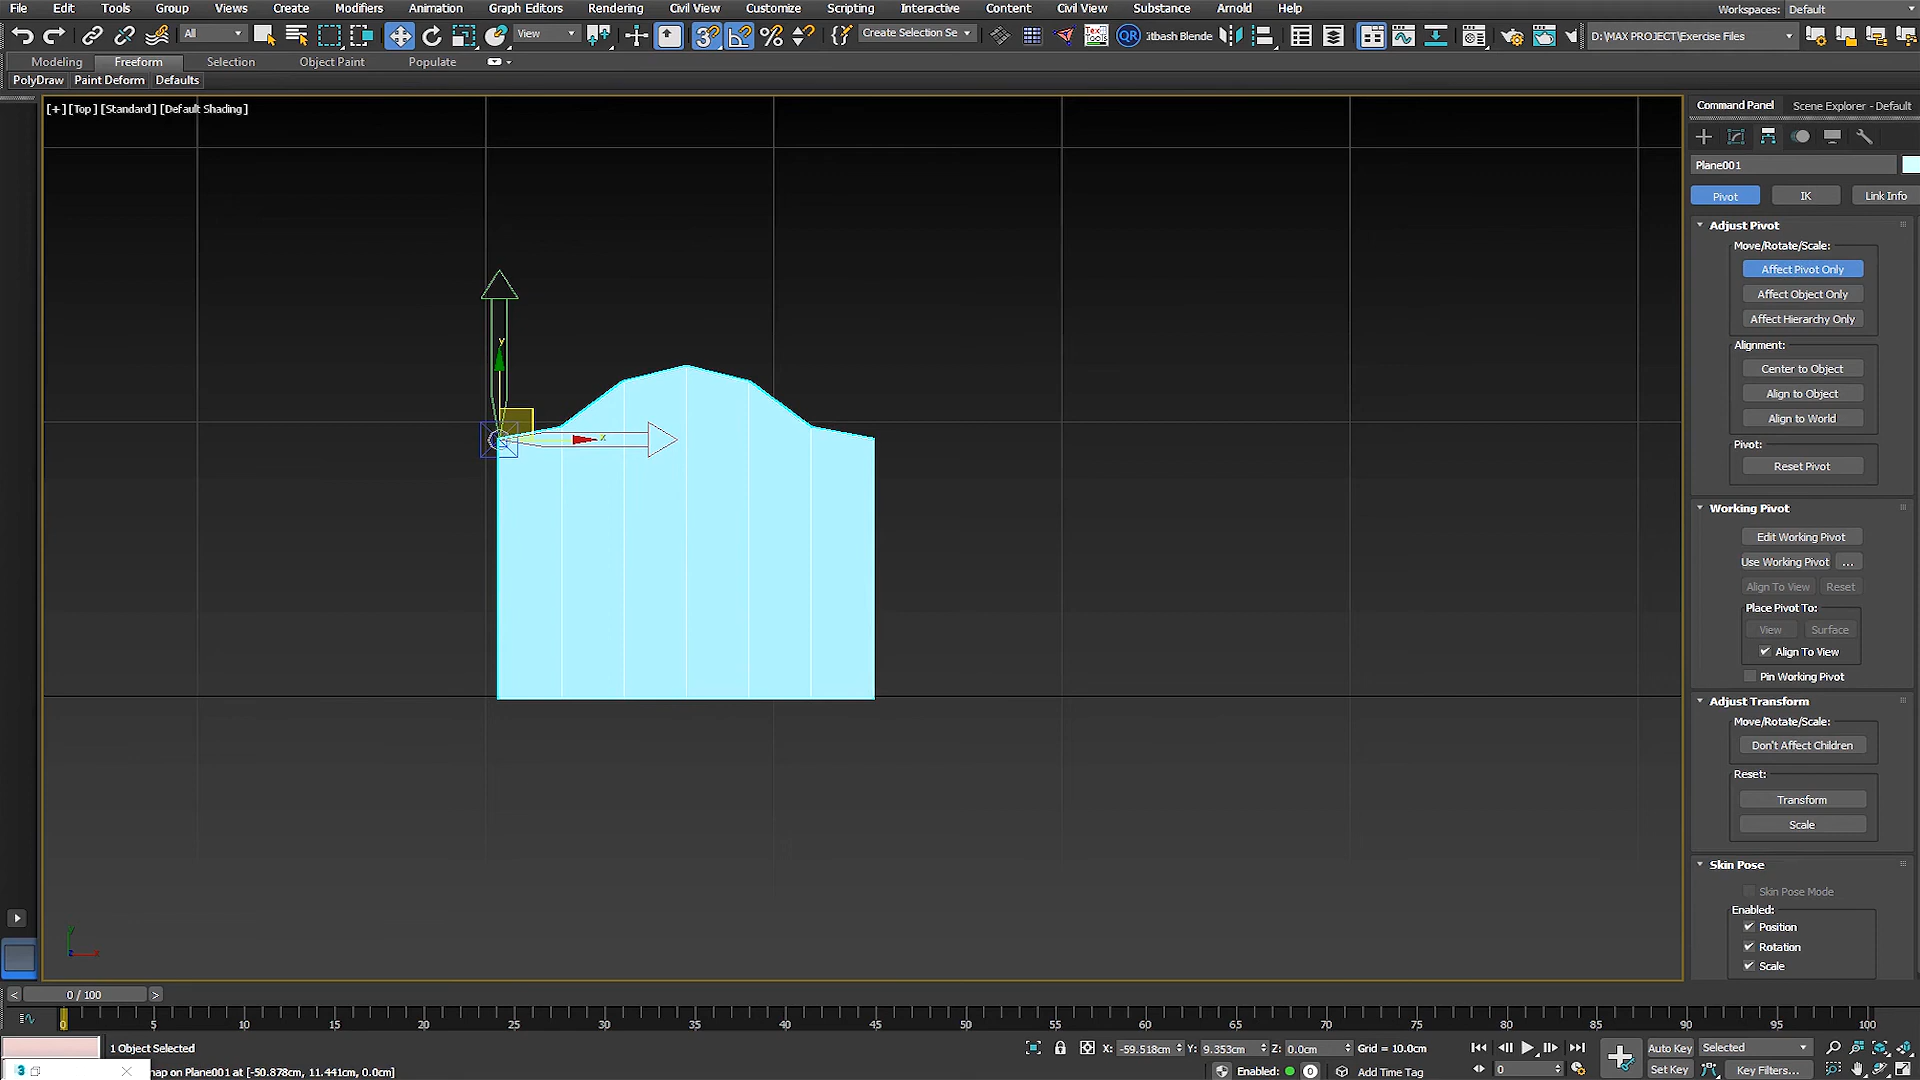 File Edit Tools Group Views Create Modifiers Animation Graph Editors Rendering Civil View Customize Scripting Interactive Content Civil View Substance Arnold Help Workspaces: Default
All View Create Selection Se Text Tools QR Jtbash Blende D:\MAX PROJECT\Exercise Files
Modeling Freeform Selection Object Paint Populate
PolyDraw Paint Deform Defaults
[+] [Top] [Standard] [Default Shading]
Command Panel Scene Explorer - Default
Plane001
Pivot IK Link Info
Adjust Pivot
Move/Rotate/Scale:
Affect Pivot Only
Affect Object Only
Affect Hierarchy Only
Alignment:
Center to Object
Align to Object
Align to World
Pivot:
Reset Pivot
Working Pivot
Edit Working Pivot
Use Working Pivot ...
Align To View Reset
Place Pivot To:
View Surface
Align To View
Pin Working Pivot
Adjust Transform
Move/Rotate/Scale:
Don't Affect Children
Reset:
Transform
Scale
Skin Pose
Skin Pose Mode
Enabled:
Position
Rotation
Scale
y
x
y
x
< 0 / 100 >
0 5 10 15 20 25 30 35 40 45 50 55 60 65 70 75 80 85 90 95 100
1 Object Selected X: -59.518cm Y: 9.353cm Z: 0.0cm Grid = 10.0cm Auto Key Selected
3 nap on Plane001 at [-50.878cm, 11.441cm, 0.0cm] Enabled: 0 Add Time Tag 0 Set Key Key Filters...